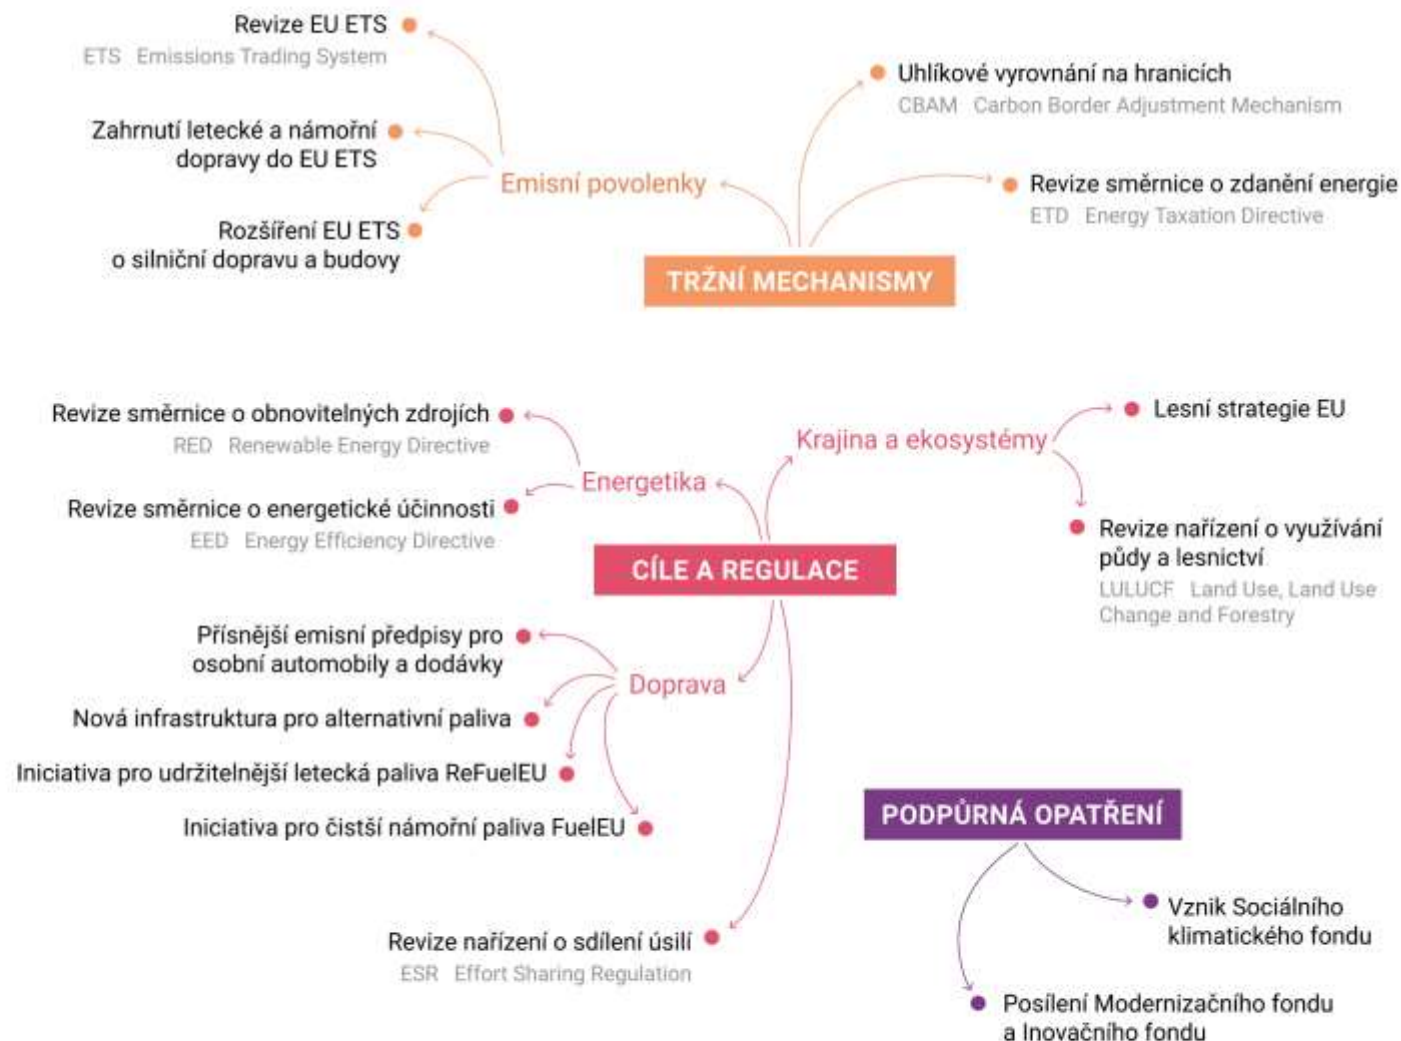 Revize EU ETS
ETS Emissions Trading System
Zahrnutí letecké a námořní
dopravy do EU ETS
Rozšíření EU ETS
o silniční dopravu a budovy
Emisní povolenky
Uhlíkové vyrovnání na hranicích
CBAM Carbon Border Adjustment Mechanism
Revize směrnice o zdanění energie
ETD Energy Taxation Directive
TRŽNÍ MECHANISMY
Revize směrnice o obnovitelných zdrojích
RED Renewable Energy Directive
Revize směrnice o energetické účinnosti
EED Energy Efficiency Directive
Energetika
Krajina a ekosystémy
Lesní strategie EU
Revize nařízení o využívání
půdy a lesnictví
LULUCF Land Use, Land Use
Change and Forestry
CÍLE A REGULACE
Přísnější emisní předpisy pro
osobní automobily a dodávky
Doprava
Nová infrastruktura pro alternativní paliva
Iniciativa pro udržitelnější letecká paliva ReFuelEU
Iniciativa pro čistší námořní paliva FuelEU
Revize nařízení o sdílení úsilí
ESR Effort Sharing Regulation
PODPŮRNÁ OPATŘENÍ
Vznik Sociálního
klimatického fondu
Posílení Modernizačního fondu
a Inovačního fondu